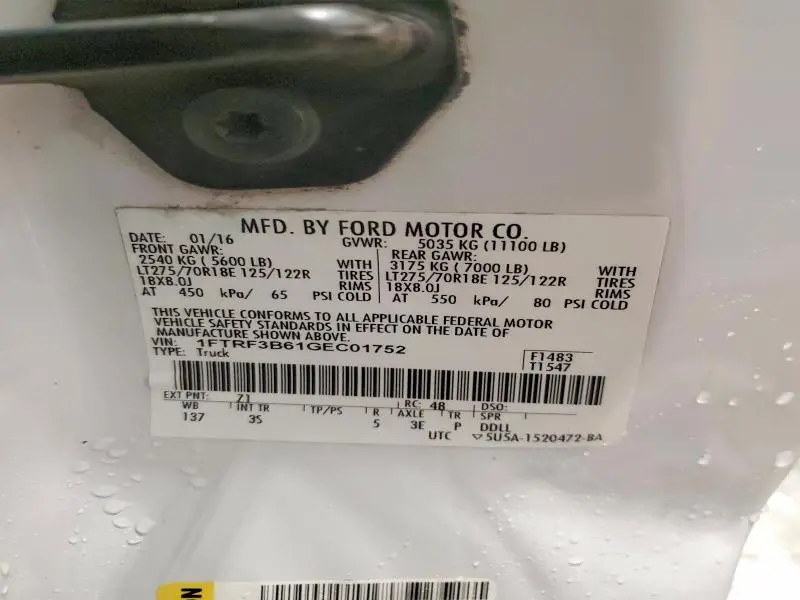 MFD. BY FORD MOTOR CO.
DATE: 01/16 GVWR: 5035 KG (11100 LB)
FRONT GAWR: REAR GAWR:
2540 KG ( 5600 LB) WITH 3175 KG ( 7000 LB) WITH
LT275/70R18E 125/122R TIRES LT275/70R18E 125/122R TIRES
18X8.0J RIMS 18X8.0J RIMS
AT 450 kPa/ 65 PSI COLD AT 550 kPa/ 80 PSI COLD
THIS VEHICLE CONFORMS TO ALL APPLICABLE FEDERAL MOTOR
VEHICLE SAFETY STANDARDS IN EFFECT ON THE DATE OF
MANUFACTURE SHOWN ABOVE.
VIN: 1FTRF3B61GEC01752
TYPE: Truck
F1483
T1547
EXT PNT: Z1 RC: 48 DSO:
WB INT TR TP/PS R AXLE TR SPR
137 3S 5 3E P DDLL
UTC 5U5A-1520472-BA